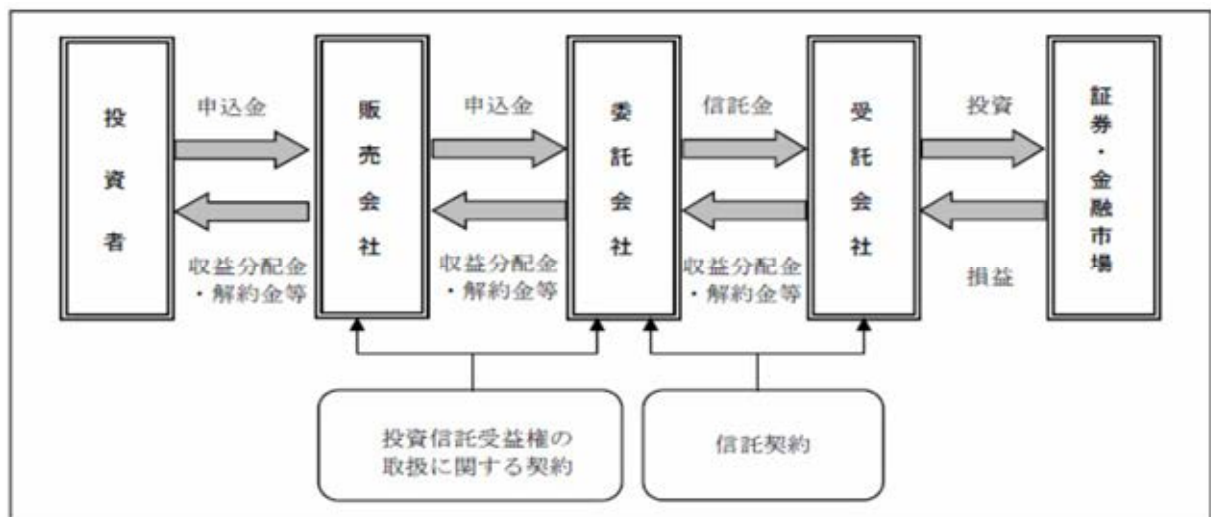 投資者
申込金
収益分配金
・解約金等
販売会社
申込金
収益分配金
・解約金等
委託会社
信託金
収益分配金
・解約金等
受託会社
投資
損益
証券・金融市場
投資信託受益権の
取扱に関する契約
信託契約